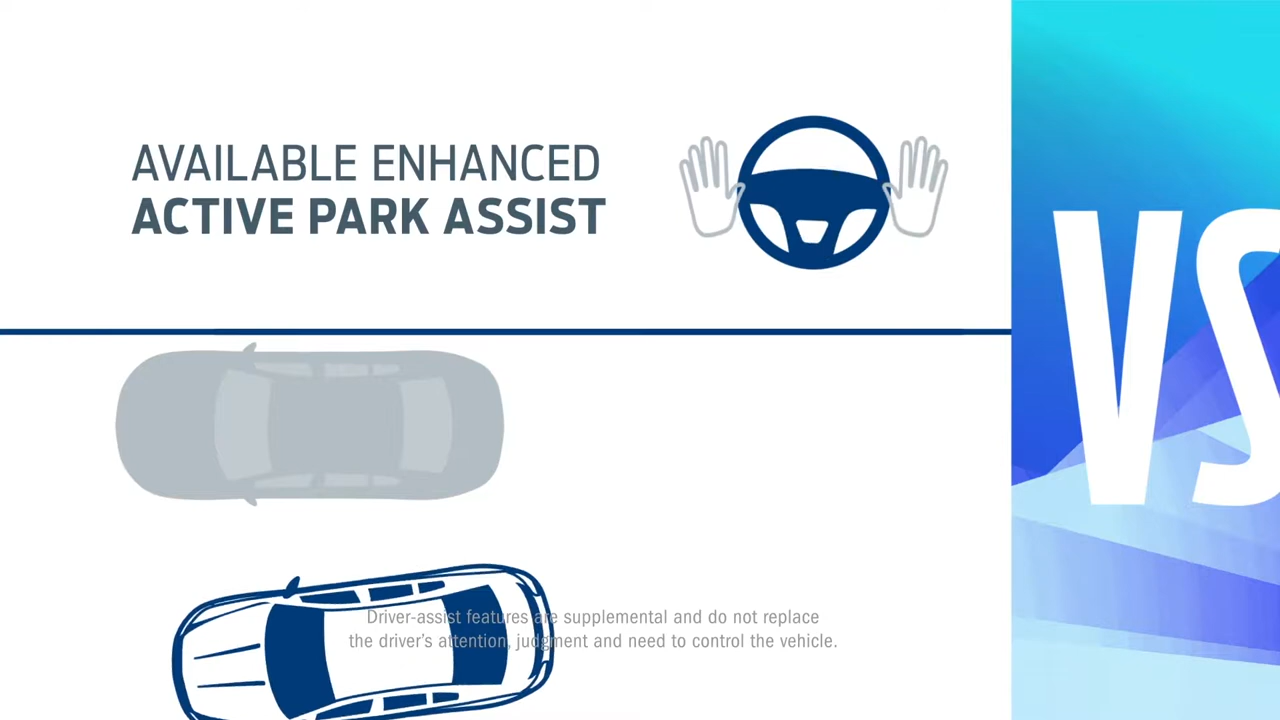 AVAILABLE ENHANCED
ACTIVE PARK ASSIST
VS
Driver-assist features are supplemental and do not replace
the driver's attention, judgment and need to control the vehicle.